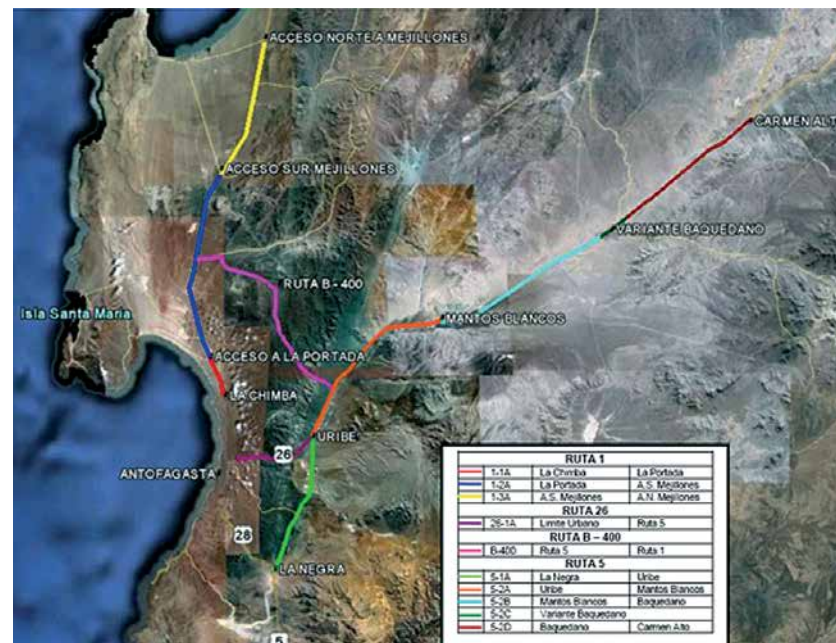 ACCESO NORTE A MEJILLONES
CARMEN ALT
ACCESO SUR MEJILLONES
VARIANTE BAQUEDANO
RUTA B - 400
Isla Santa Maria
MANTOS BLANCOS
ACCESO A LA PORTADA
LA CHIMBA
URIBE
26
ANTOFAGASTA
28
LA NEGRA
5
RUTA 1
1-1A La Chimba La Portada
1-2A La Portada A.S. Mejillones
1-3A A.S. Mejillones A.N. Mejillones
RUTA 26
26-1A Limite Urbano Ruta 5
RUTA B – 400
B-400 Ruta 5 Ruta 1
RUTA 5
5-1A La Negra Uribe
5-2A Uribe Mantos Blancos
5-2B Mantos Blancos Baquedano
5-2C Variante Baquedano
5-2D Baquedano Carmen Alto